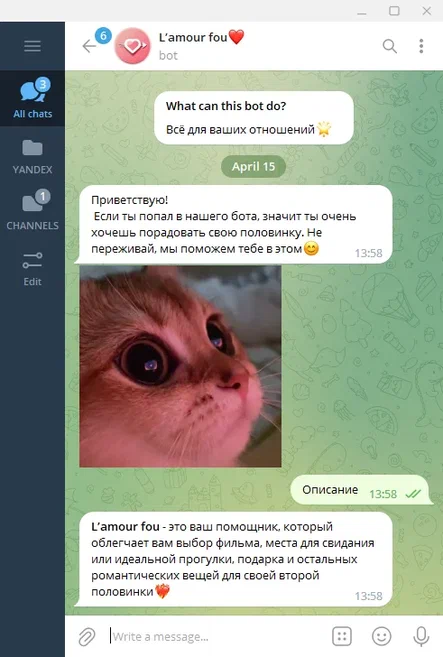 6
L’amour fou❤️
bot
3
All chats
YANDEX
1
CHANNELS
Edit
What can this bot do?
Всё для ваших отношений🌟
April 15
Приветствую!
Если ты попал в нашего бота, значит ты очень
хочешь порадовать свою половинку. Не
переживай, мы поможем тебе в этом😊
13:58
Описание 13:58
L’amour fou - это ваш помощник, который
облегчает вам выбор фильма, места для свидания
или идеальной прогулки, подарка и остальных
романтических вещей для своей второй
половинки❤️‍🔥
13:58
Write a message...